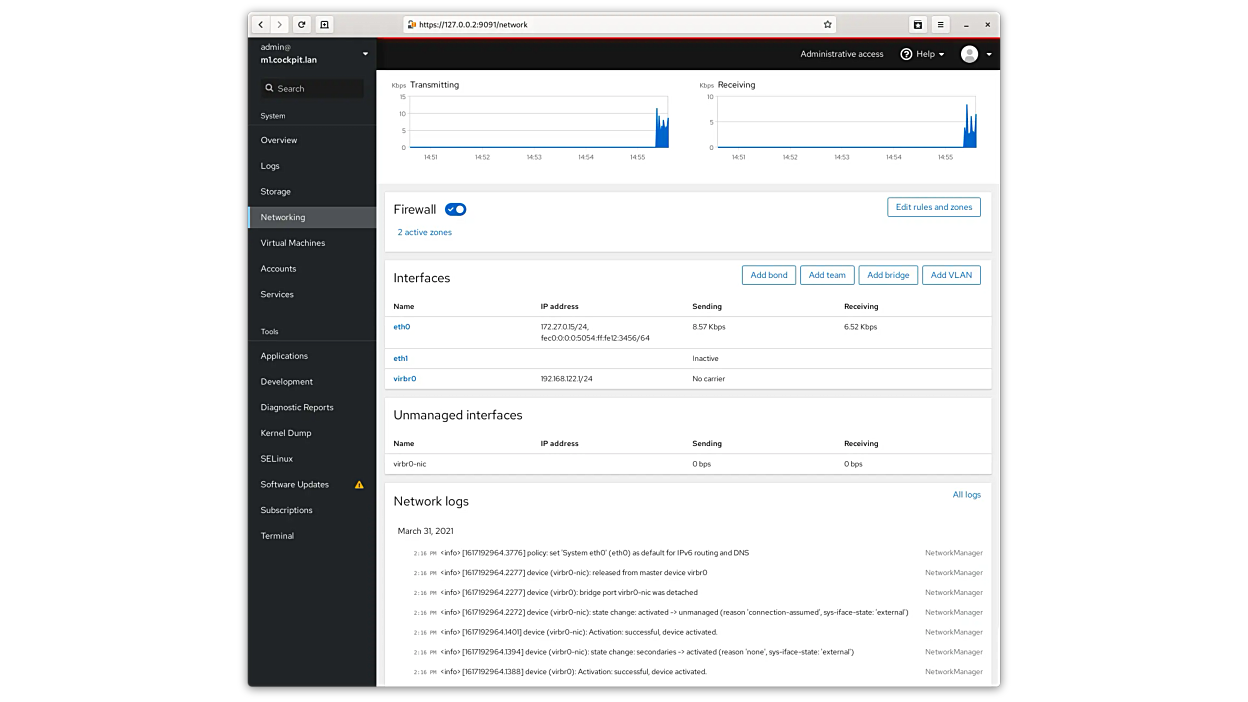 https://127.0.0.2:9091/network
admin@
m1.cockpit.lan
Administrative access
Help
Search
System
Overview
Logs
Storage
Networking
Virtual Machines
Accounts
Services
Tools
Applications
Development
Diagnostic Reports
Kernel Dump
SELinux
Software Updates
Subscriptions
Terminal
Kbps Transmitting
15
10
5
0
14:51 14:52 14:53 14:54 14:55
Kbps Receiving
10
5
0
14:51 14:52 14:53 14:54 14:55
Firewall
Edit rules and zones
2 active zones
Interfaces
Add bond Add team Add bridge Add VLAN
Name IP address Sending Receiving
eth0 172.27.0.15/24, 8.57 Kbps 6.52 Kbps
fec0:0:0:0:5054:ff:fe12:3456/64
eth1 Inactive
virbr0 192.168.122.1/24 No carrier
Unmanaged interfaces
Name IP address Sending Receiving
virbr0-nic 0 bps 0 bps
Network logs
All logs
March 31, 2021
2:16 PM <info> [1617192964.3776] policy: set 'System eth0' (eth0) as default for IPv6 routing and DNS NetworkManager
2:16 PM <info> [1617192964.2277] device (virbr0-nic): released from master device virbr0 NetworkManager
2:16 PM <info> [1617192964.2277] device (virbr0): bridge port virbr0-nic was detached NetworkManager
2:16 PM <info> [1617192964.2272] device (virbr0-nic): state change: activated -> unmanaged (reason 'connection-assumed', sys-iface-state: 'external') NetworkManager
2:16 PM <info> [1617192964.1401] device (virbr0-nic): Activation: successful, device activated. NetworkManager
2:16 PM <info> [1617192964.1394] device (virbr0-nic): state change: secondaries -> activated (reason 'none', sys-iface-state: 'external') NetworkManager
2:16 PM <info> [1617192964.1388] device (virbr0): Activation: successful, device activated. NetworkManager